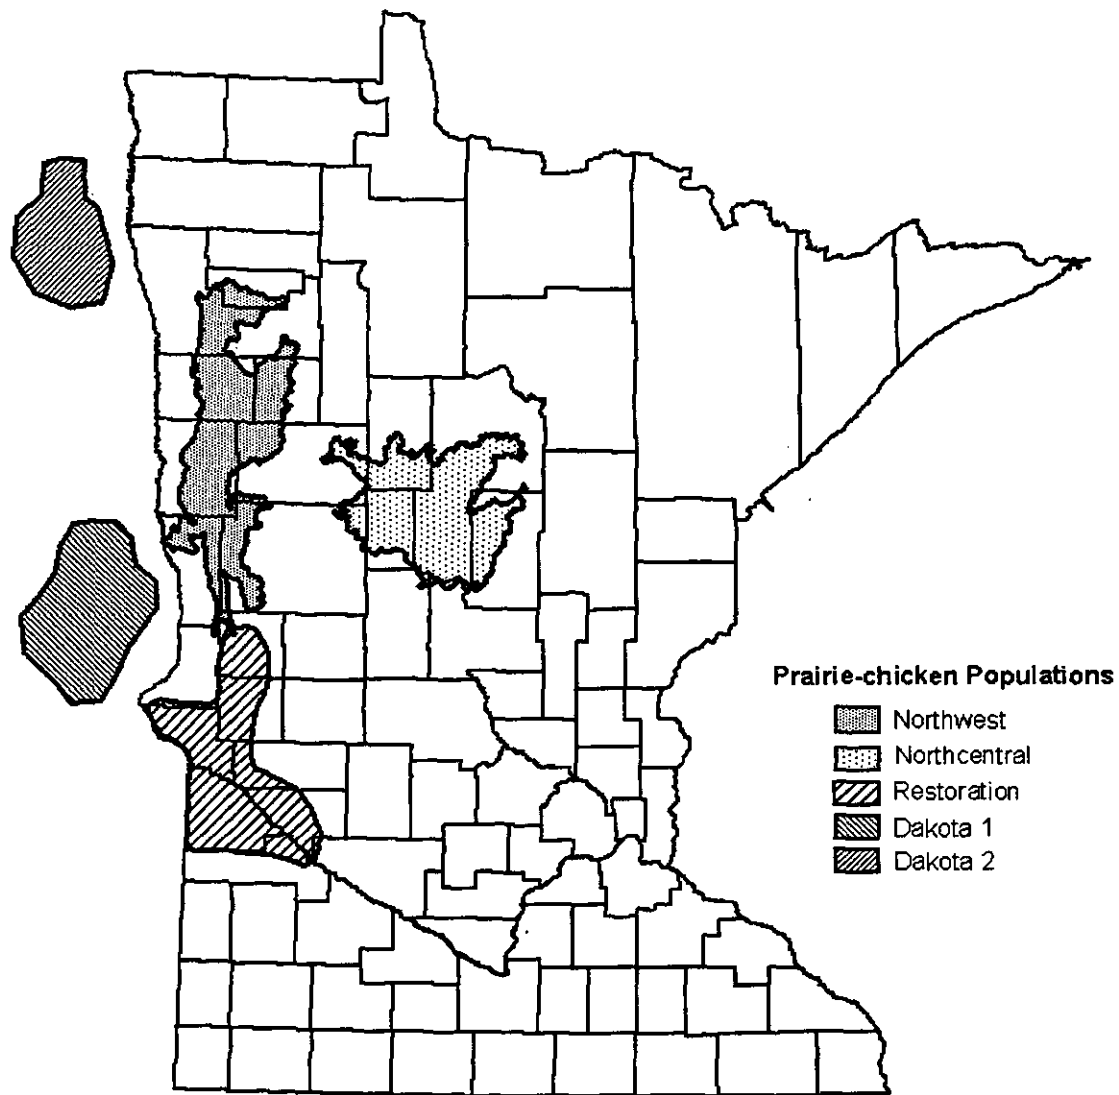 Prairie-chicken Populations
Northwest
Northcentral
Restoration
Dakota 1
Dakota 2